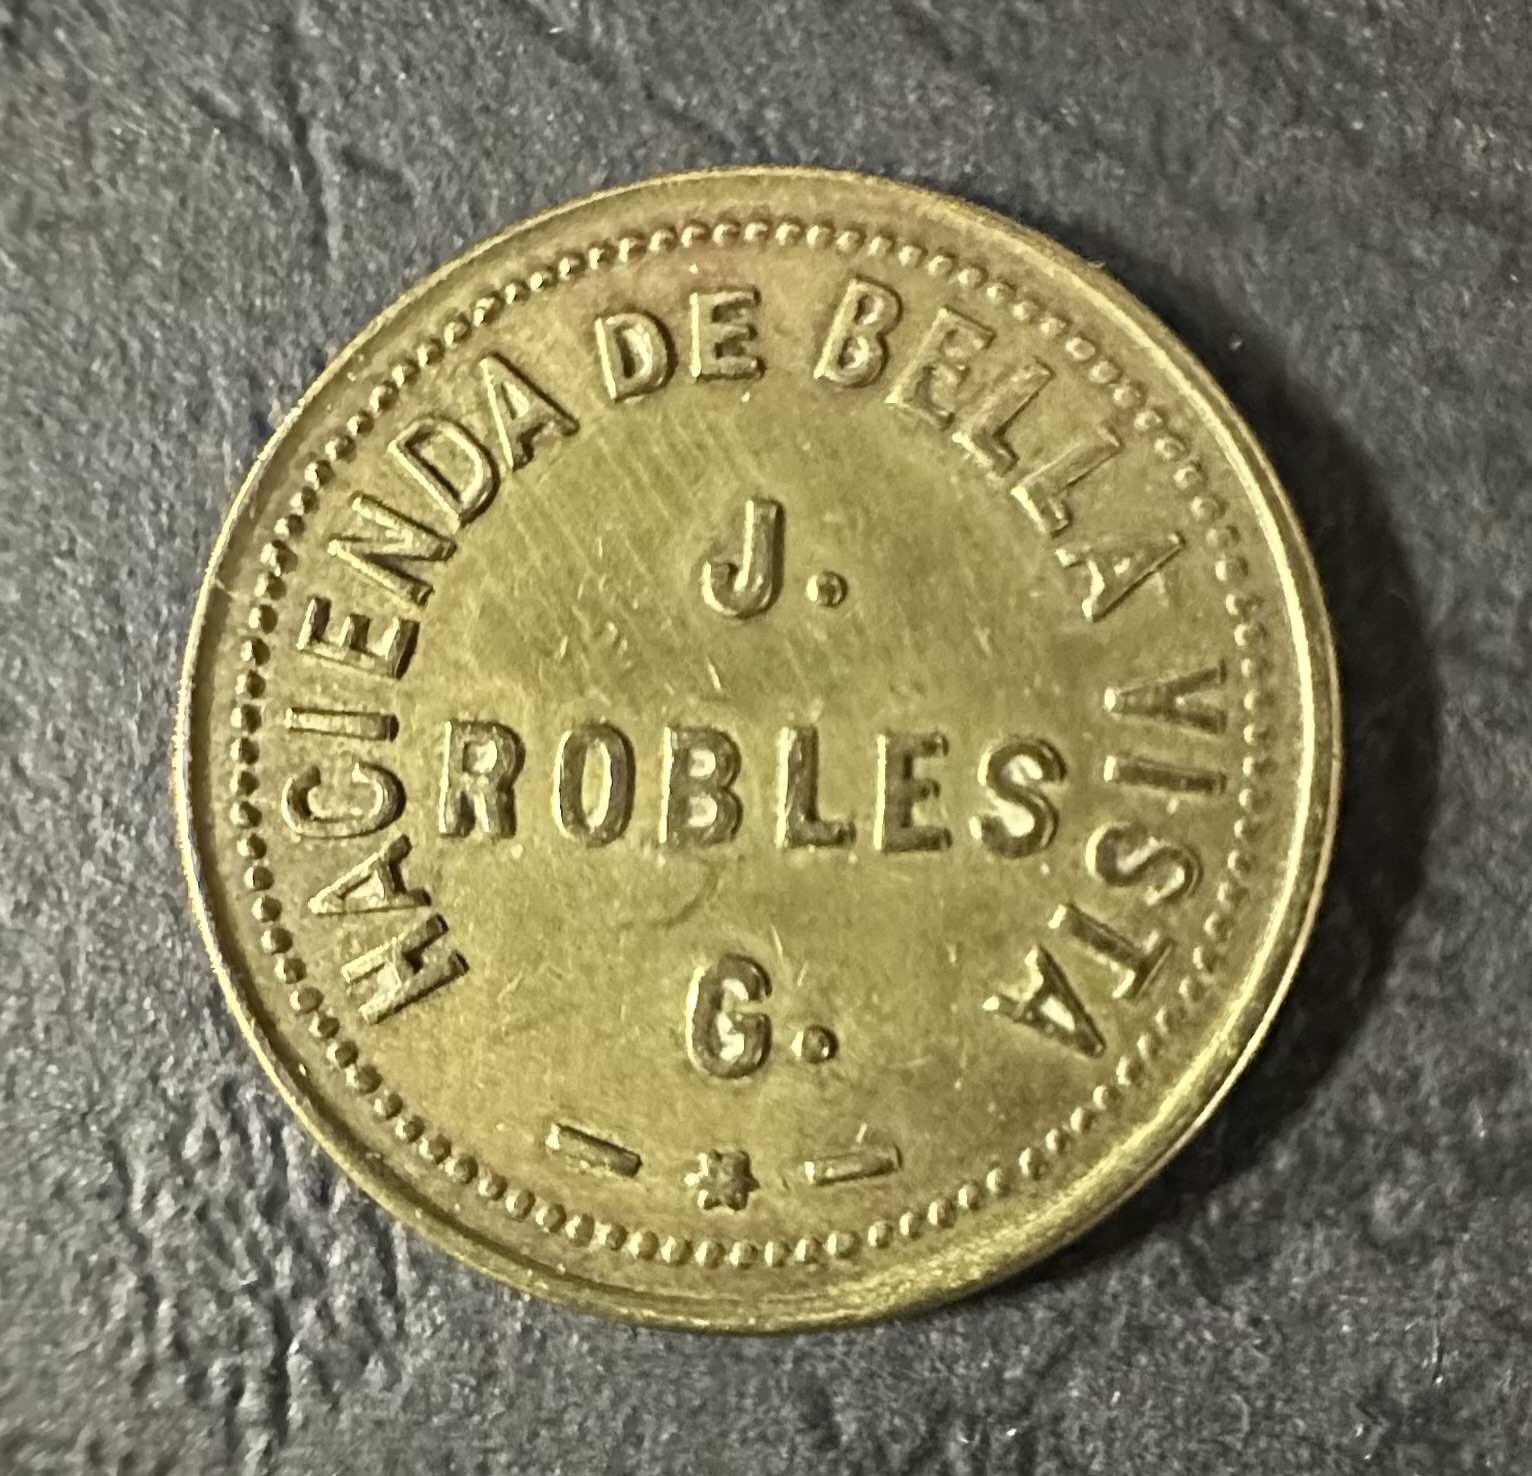 HACIENDA DE BELLA VISTA
J.
ROBLES
G.